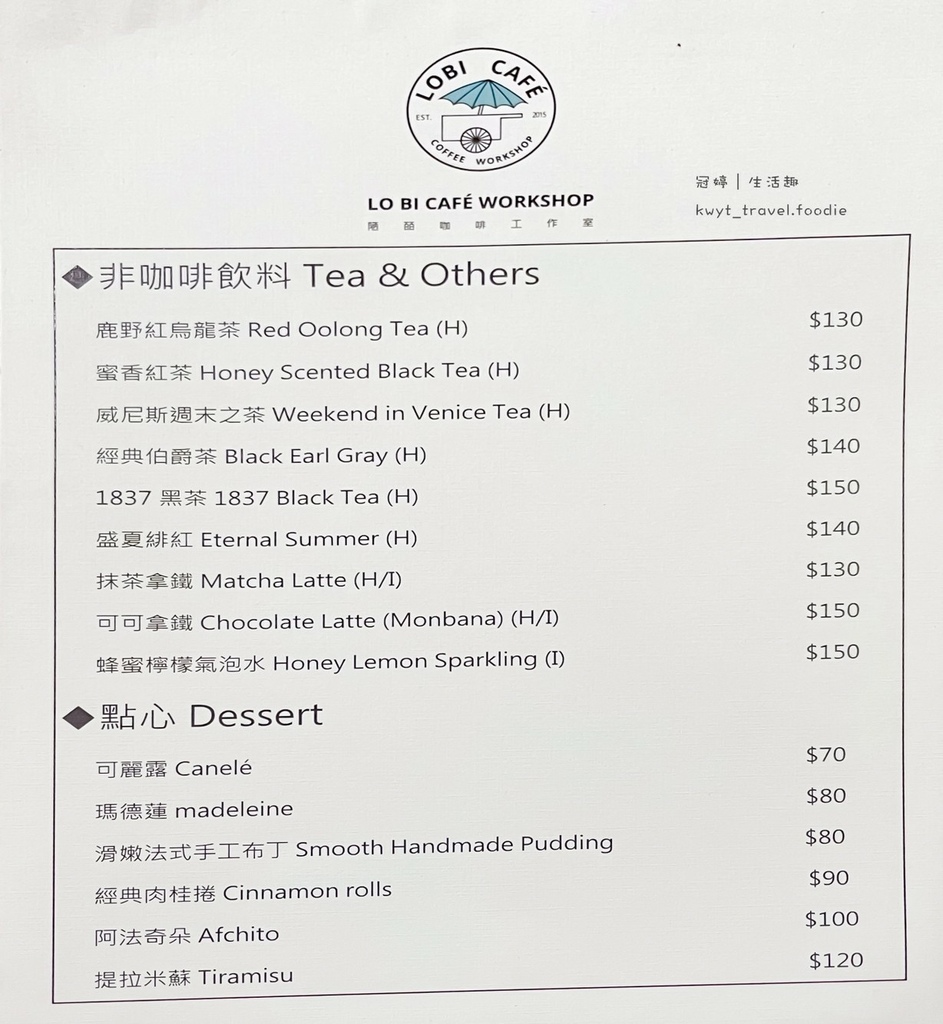 LOBI CAFÉ
EST. 2015
COFFEE WORKSHOP
LO BI CAFÉ WORKSHOP
咖啡工作室
冠婷｜生活趣
kwyt_travel.foodie
非咖啡飲料 Tea & Others
鹿野紅烏龍茶 Red Oolong Tea (H) $130
蜜香紅茶 Honey Scented Black Tea (H) $130
威尼斯週末之茶 Weekend in Venice Tea (H) $130
經典伯爵茶 Black Earl Gray (H) $140
1837 黑茶 1837 Black Tea (H) $150
盛夏緋紅 Eternal Summer (H) $140
抹茶拿鐵 Matcha Latte (H/I) $130
可可拿鐵 Chocolate Latte (Monbana) (H/I) $150
蜂蜜檸檬氣泡水 Honey Lemon Sparkling (I) $150
點心 Dessert
可麗露 Canelé $70
瑪德蓮 madeleine $80
滑嫩法式手工布丁 Smooth Handmade Pudding $80
經典肉桂捲 Cinnamon rolls $90
阿法奇朵 Afchito $100
提拉米蘇 Tiramisu $120